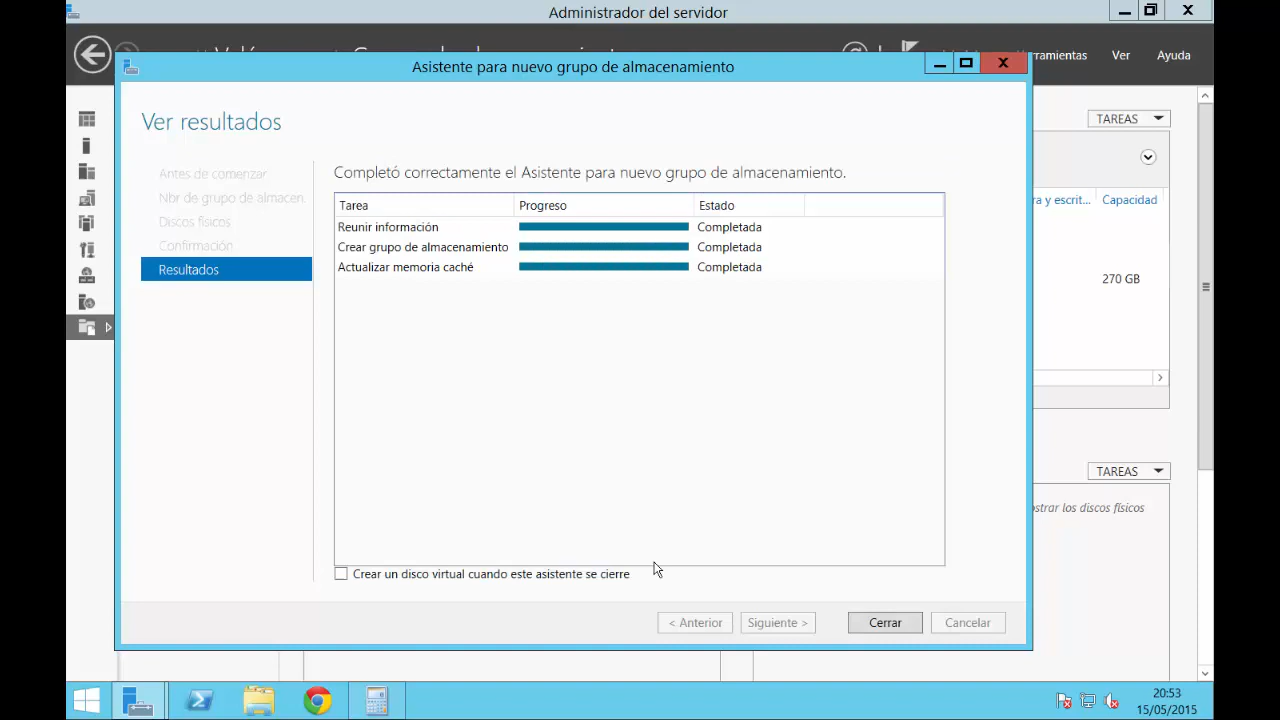 Administrador del servidor
rramientas Ver Ayuda
Asistente para nuevo grupo de almacenamiento
Ver resultados
TAREAS
Antes de comenzar
Nbr de grupo de almacen.
Discos físicos
Confirmación
Resultados
Completó correctamente el Asistente para nuevo grupo de almacenamiento.
Tarea Progreso Estado
Reunir información Completada
Crear grupo de almacenamiento Completada
Actualizar memoria caché Completada
a y escrit... Capacidad
270 GB
TAREAS
strar los discos físicos
Crear un disco virtual cuando este asistente se cierre
< Anterior Siguiente > Cerrar Cancelar
20:53
15/05/2015